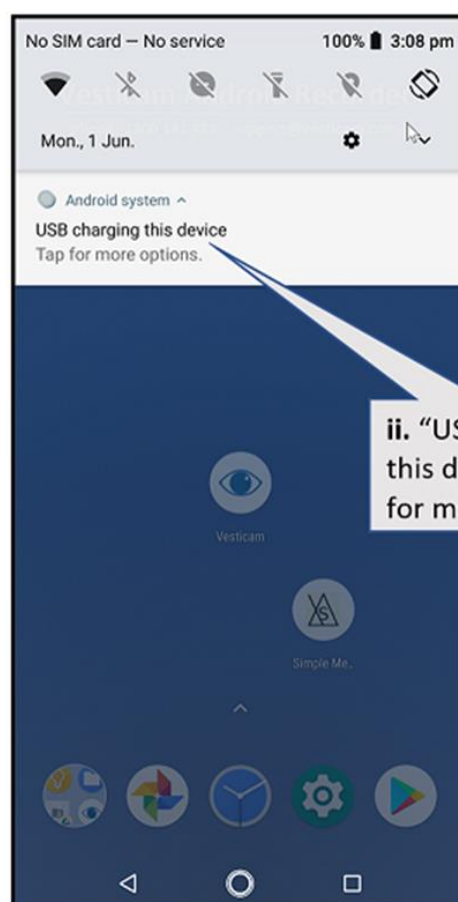 No SIM card — No service 100% 3:08 pm
Mon., 1 Jun.
Android system
USB charging this device
Tap for more options.
ii. "US
this d
for m
Vesticam
Simple Me..